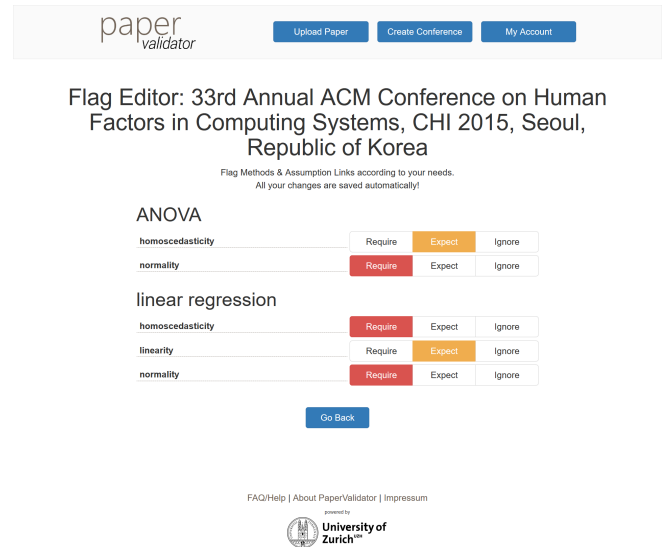 paper
validator
Upload Paper Create Conference My Account
Flag Editor: 33rd Annual ACM Conference on Human
Factors in Computing Systems, CHI 2015, Seoul,
Republic of Korea
Flag Methods & Assumption Links according to your needs.
All your changes are saved automatically!
ANOVA
homoscedasticity Require Expect Ignore
normality Require Expect Ignore
linear regression
homoscedasticity Require Expect Ignore
linearity Require Expect Ignore
normality Require Expect Ignore
Go Back
FAQ/Help | About PaperValidator | Impressum
powered by
University of
Zurich UZH